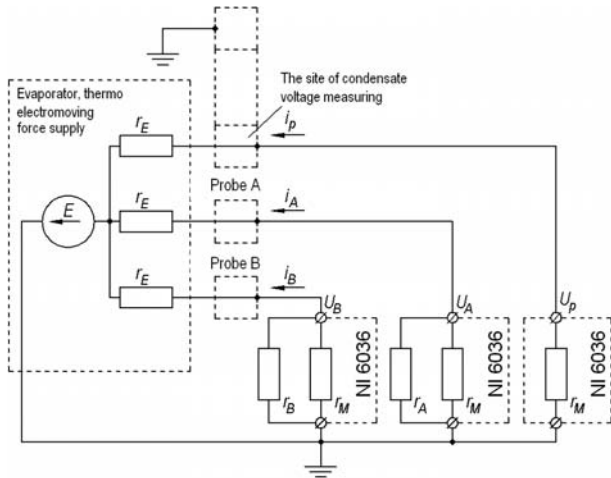 The site of condensate
voltage measuring
Evaporator, thermo
electromoving
force supply
r_E
i_p
Probe A
E
r_E
i_A
Probe B
r_E
i_B
U_B
U_A
U_p
NI 6036
NI 6036
NI 6036
r_B
r_M
r_A
r_M
r_M